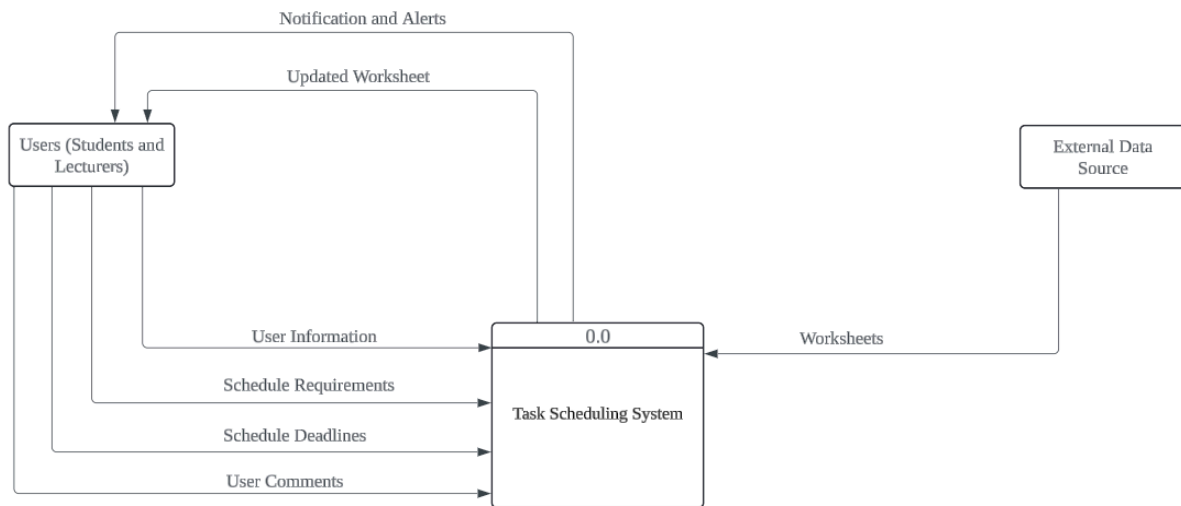 Notification and Alerts
Updated Worksheet
Users (Students and
Lecturers)
External Data
Source
User Information
0.0
Worksheets
Schedule Requirements
Task Scheduling System
Schedule Deadlines
User Comments